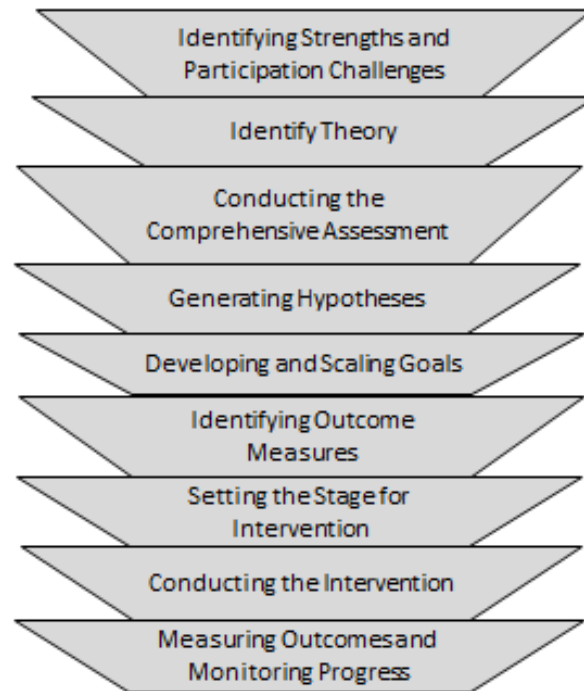 Identifying Strengths and
Participation Challenges
Identify Theory
Conducting the
Comprehensive Assessment
Generating Hypotheses
Developing and Scaling Goals
Identifying Outcome
Measures
Setting the Stage for
Intervention
Conducting the Intervention
Measuring Outcomes and
Monitoring Progress